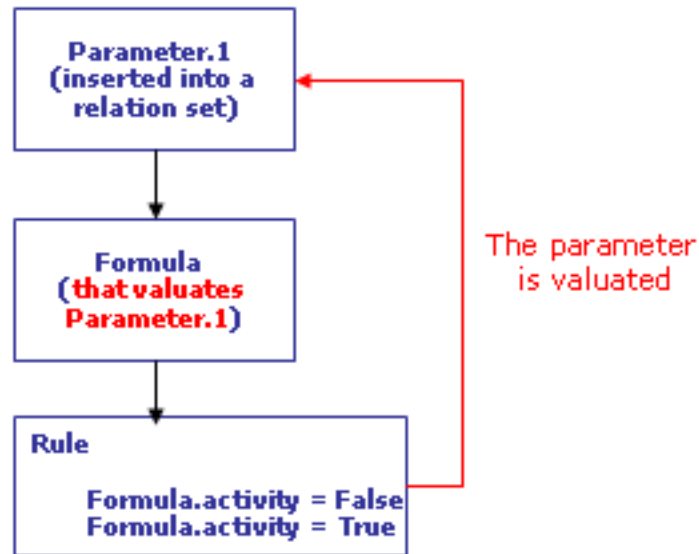 Parameter.1
(inserted into a
relation set)
Formula
(that valuates
Parameter.1)
The parameter
is valuated
Rule
Formula.activity = False
Formula.activity = True